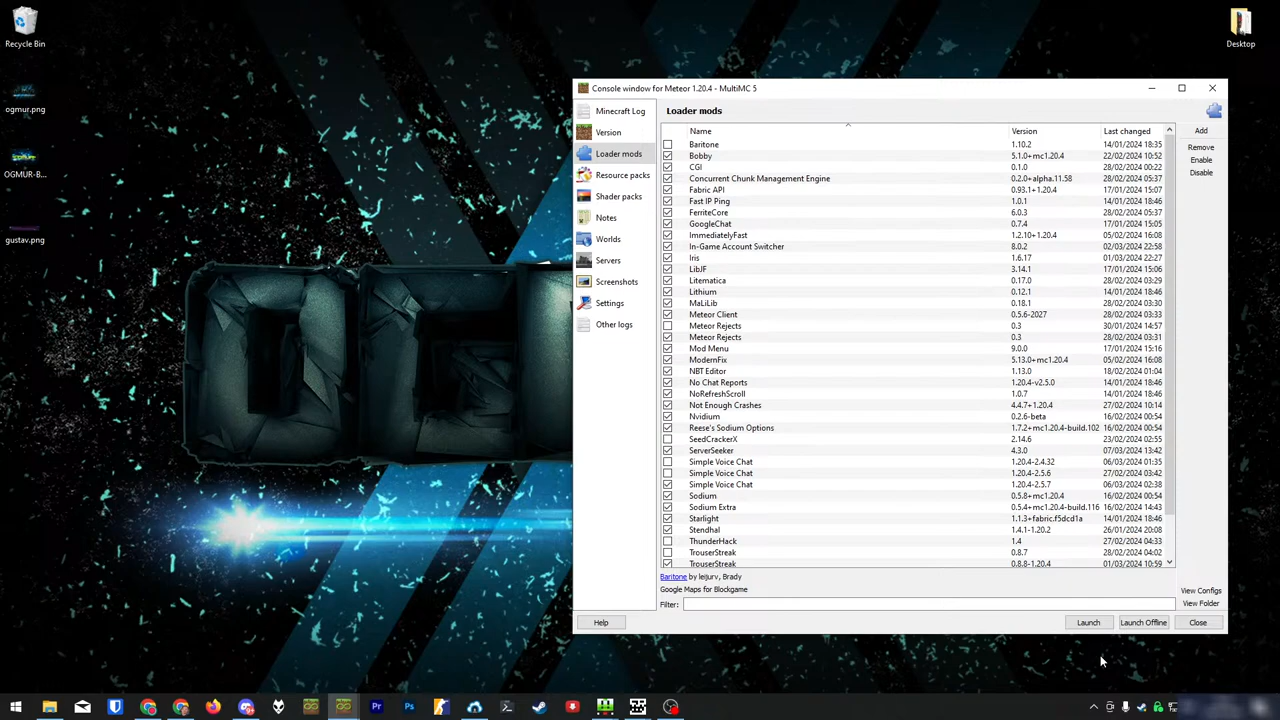 Recycle Bin
ogmur.png
OGMUR-B...
gustav.png
Desktop
Console window for Meteor 1.20.4 - MultiMC 5
Minecraft Log
Version
Loader mods
Resource packs
Shader packs
Notes
Worlds
Servers
Screenshots
Settings
Other logs
Loader mods
Name Version Last changed
Baritone 1.10.2 14/01/2024 18:35
Bobby 5.1.0+mc1.20.4 22/02/2024 10:52
CGI 0.1.0 28/02/2024 00:22
Concurrent Chunk Management Engine 0.2.0+alpha.11.58 28/02/2024 05:37
Fabric API 0.93.1+1.20.4 17/01/2024 15:07
Fast IP Ping 1.0.1 14/01/2024 18:46
FerriteCore 6.0.3 28/02/2024 05:37
GoogleChat 0.7.4 17/01/2024 15:05
ImmediatelyFast 1.2.10+1.20.4 05/02/2024 16:08
In-Game Account Switcher 8.0.2 02/03/2024 22:58
Iris 1.6.17 01/03/2024 22:27
LibJF 3.14.1 17/01/2024 15:06
Litematica 0.17.0 28/02/2024 03:29
Lithium 0.12.1 14/01/2024 18:46
MaLiLib 0.18.1 28/02/2024 03:30
Meteor Client 0.5.6-2027 28/02/2024 03:33
Meteor Rejects 0.3 30/01/2024 14:57
Meteor Rejects 0.3 28/02/2024 03:31
Mod Menu 9.0.0 17/01/2024 15:16
ModernFix 5.13.0+mc1.20.4 05/02/2024 16:08
NBT Editor 1.13.0 18/02/2024 01:04
No Chat Reports 1.20.4-v2.5.0 14/01/2024 18:46
NoRefreshScroll 1.0.7 14/01/2024 18:46
Not Enough Crashes 4.4.7+1.20.4 27/02/2024 10:14
Nvidium 0.2.6-beta 16/02/2024 00:54
Reese's Sodium Options 1.7.2+mc1.20.4-build.102 16/02/2024 00:54
SeedCrackerX 2.14.6 23/02/2024 02:55
ServerSeeker 4.3.0 07/03/2024 13:42
Simple Voice Chat 1.20.4-2.4.32 06/03/2024 01:35
Simple Voice Chat 1.20.4-2.5.6 27/02/2024 03:42
Simple Voice Chat 1.20.4-2.5.7 06/03/2024 02:38
Sodium 0.5.8+mc1.20.4 16/02/2024 00:54
Sodium Extra 0.5.4+mc1.20.4-build.116 16/02/2024 14:43
Starlight 1.1.3+fabric.f5dcd1a 14/01/2024 18:46
Stendhal 1.4.1-1.20.2 26/01/2024 20:08
ThunderHack 1.4 27/02/2024 04:33
TrouserStreak 0.8.7 28/02/2024 04:02
TrouserStreak 0.8.8-1.20.4 01/03/2024 10:59
Add
Remove
Enable
Disable
Baritone by leijurv, Brady
Google Maps for Blockgame
View Configs
View Folder
Filter:
Help
Launch
Launch Offline
Close